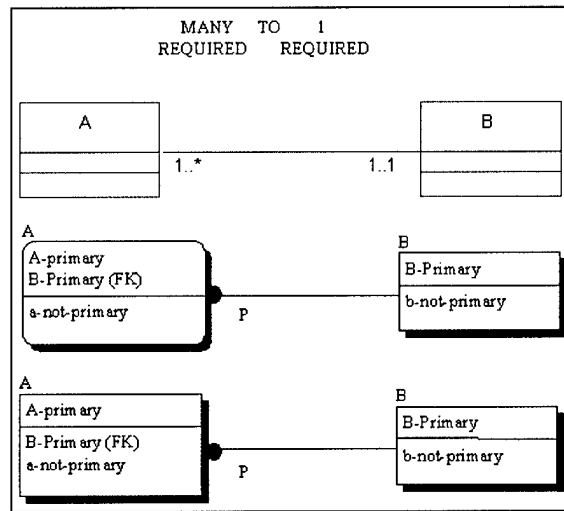 MANY TO 1
REQUIRED REQUIRED
A B
1..* 1..1
A
A-primary
B-Primary (FK)
a-not-primary
P
B
B-Primary
b-not-primary
A
A-primary
B-Primary (FK)
a-not-primary
P
B
B-Primary
b-not-primary